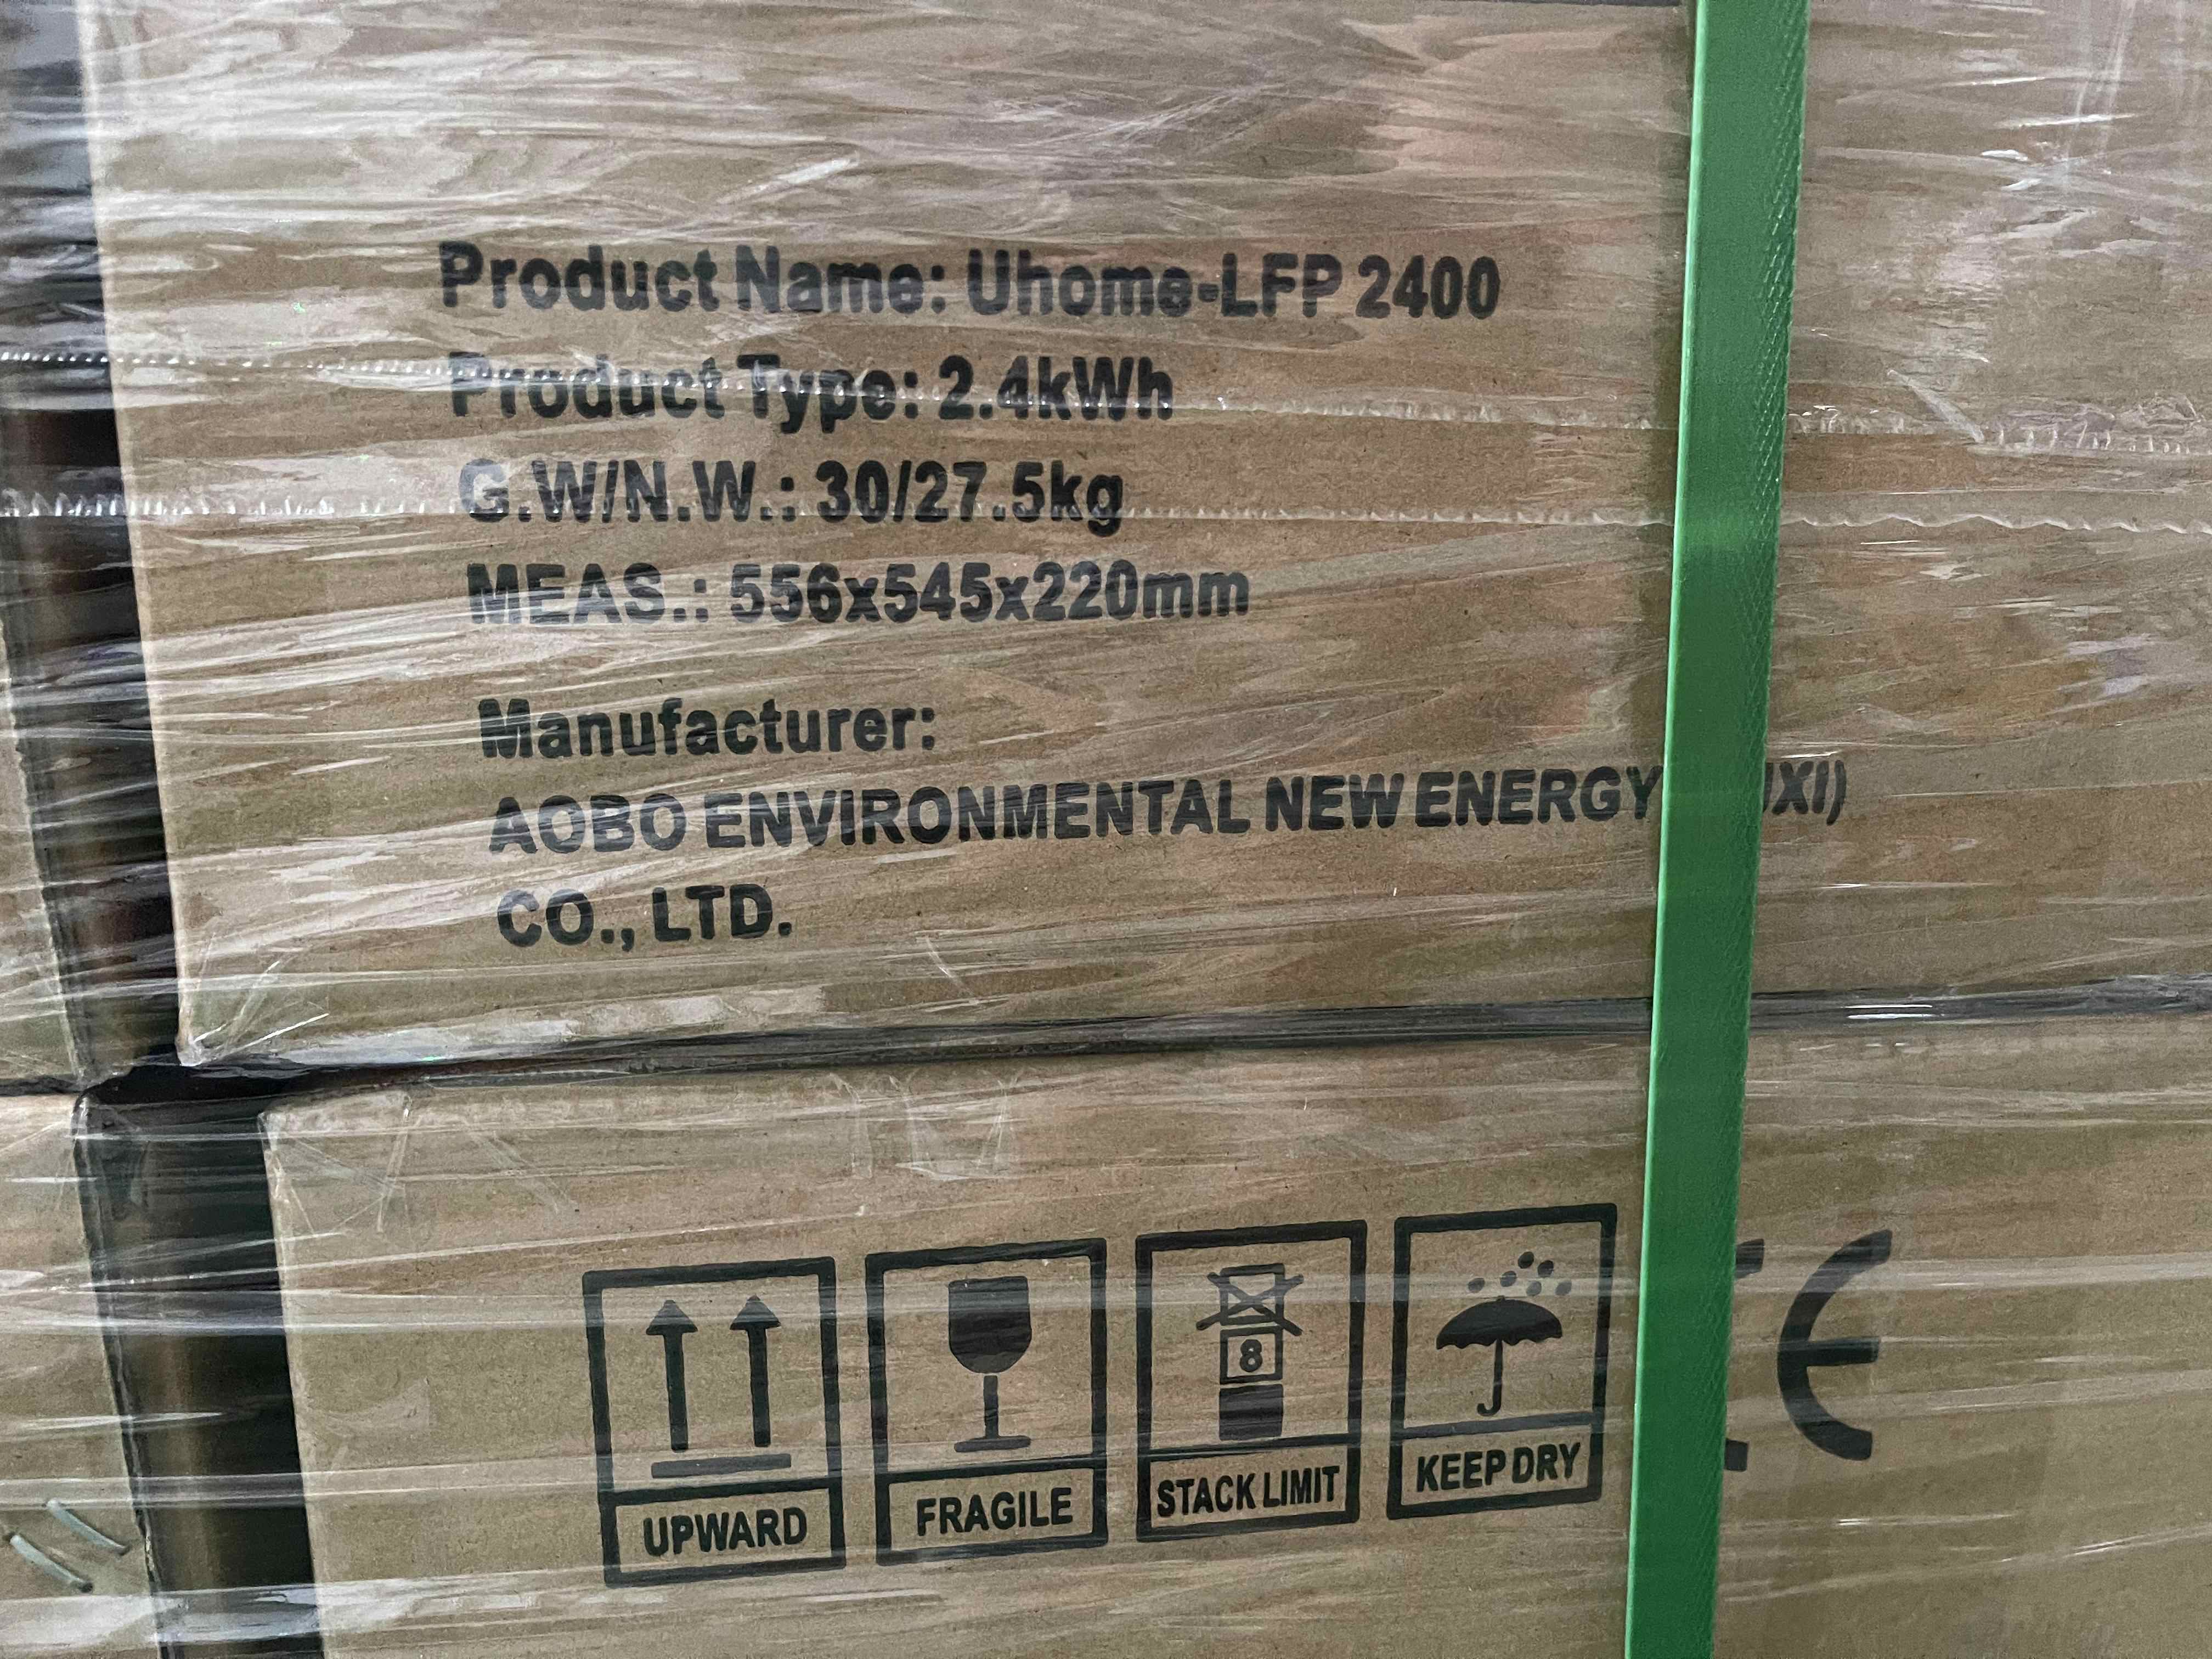 Product Name: Uhome-LFP 2400
Product Type: 2.4kWh
G.W/N.W.: 30/27.5kg
MEAS.: 556x545x220mm
Manufacturer:
AOBO ENVIRONMENTAL NEW ENERGY
CO., LTD.
8
UPWARD
FRAGILE
STACK LIMIT
KEEP DRY
CE